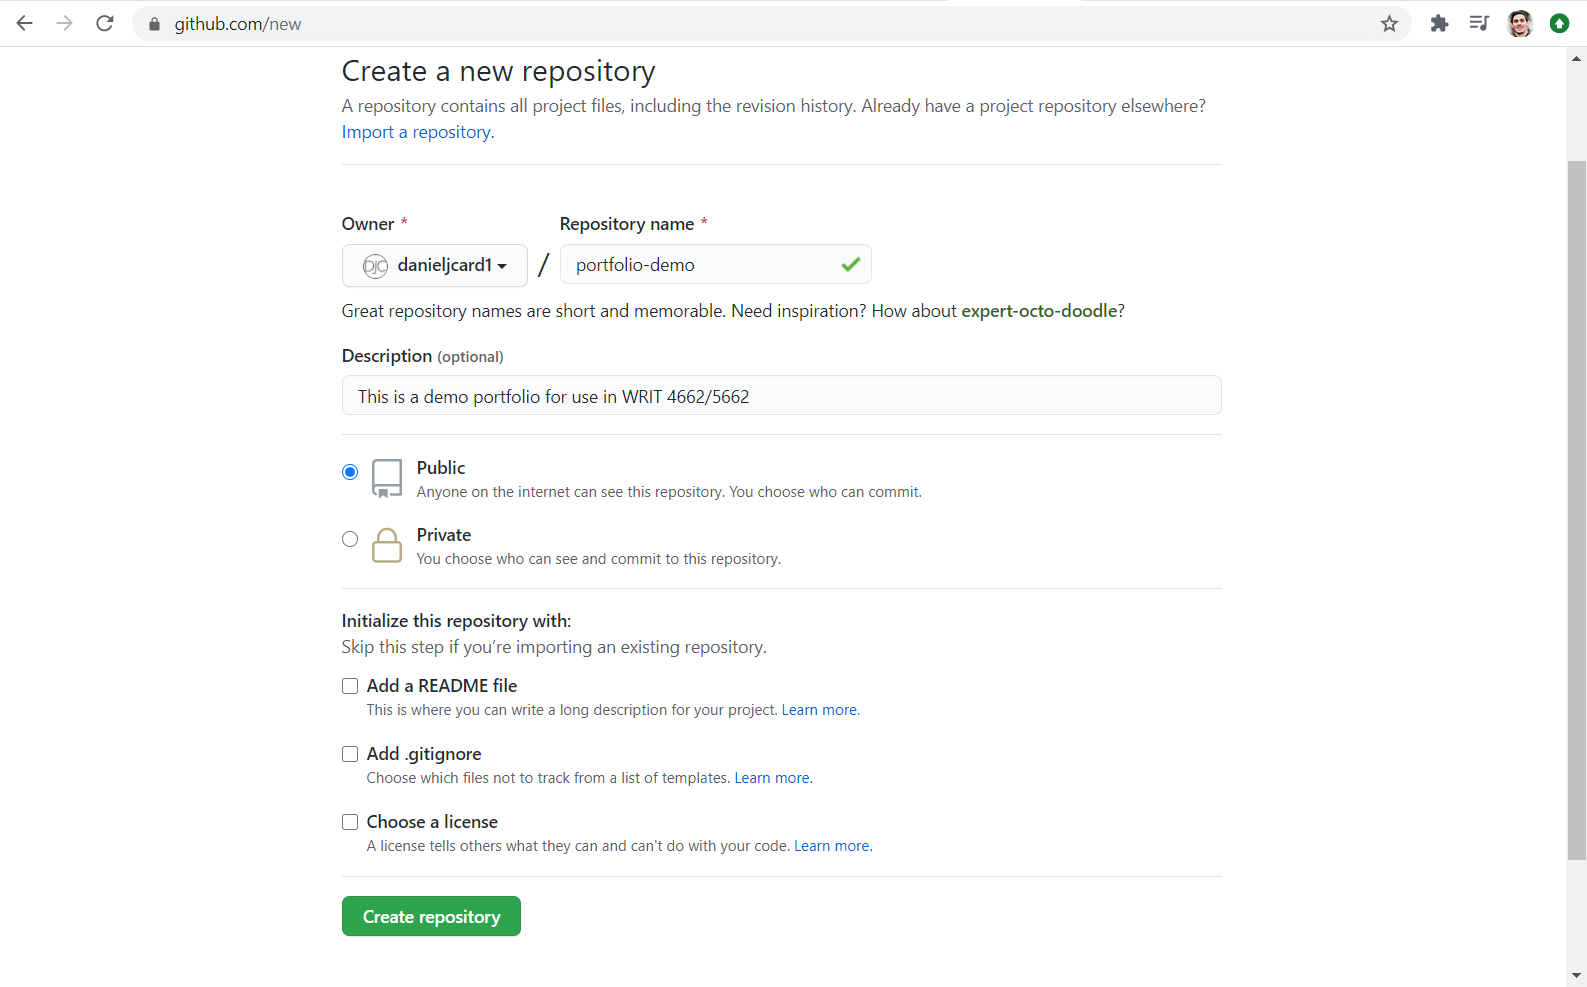 github.com/new
Create a new repository
A repository contains all project files, including the revision history. Already have a project repository elsewhere?
Import a repository.
Owner *
Repository name *
DJC danieljcard1
/
portfolio-demo
Great repository names are short and memorable. Need inspiration? How about expert-octo-doodle?
Description (optional)
This is a demo portfolio for use in WRIT 4662/5662
Public
Anyone on the internet can see this repository. You choose who can commit.
Private
You choose who can see and commit to this repository.
Initialize this repository with:
Skip this step if you’re importing an existing repository.
Add a README file
This is where you can write a long description for your project. Learn more.
Add .gitignore
Choose which files not to track from a list of templates. Learn more.
Choose a license
A license tells others what they can and can't do with your code. Learn more.
Create repository